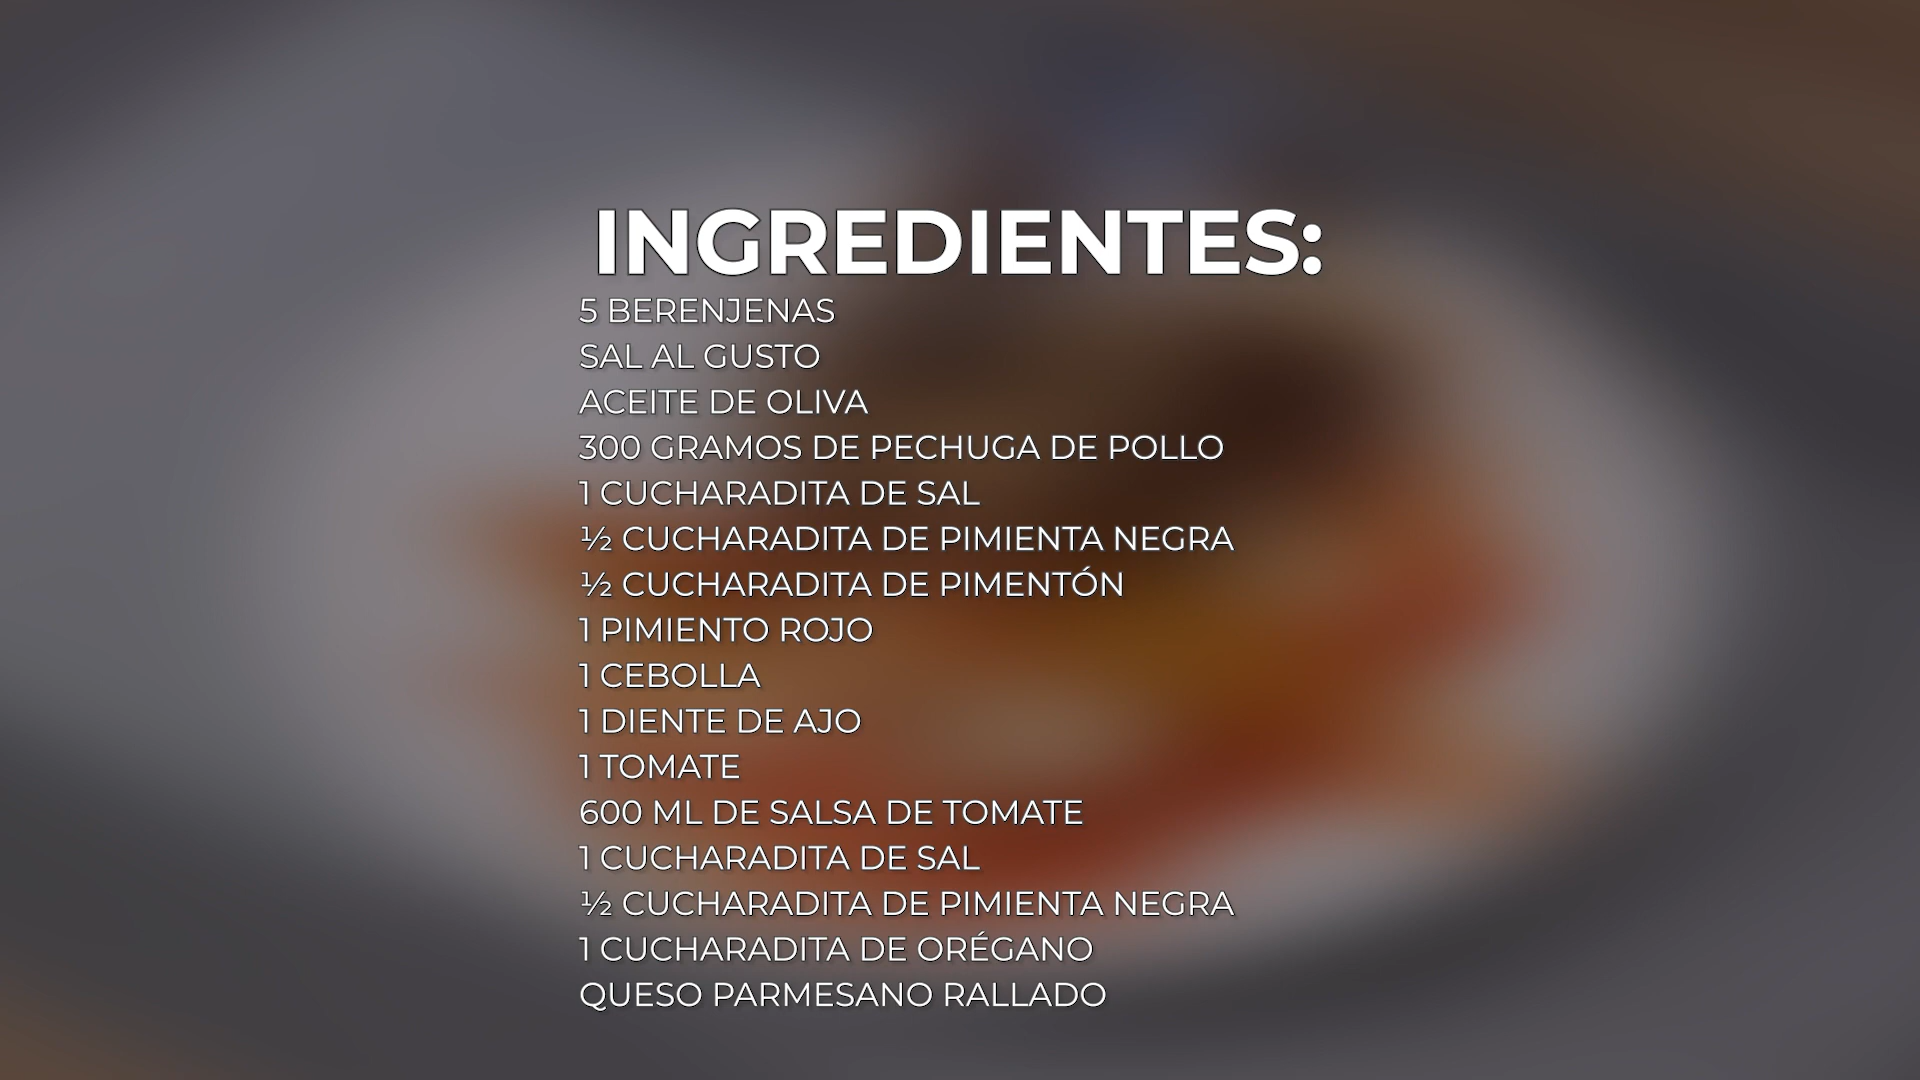 INGREDIENTES:
5 BERENJENAS
SAL AL GUSTO
ACEITE DE OLIVA
300 GRAMOS DE PECHUGA DE POLLO
1 CUCHARADITA DE SAL
½ CUCHARADITA DE PIMIENTA NEGRA
½ CUCHARADITA DE PIMENTÓN
1 PIMIENTO ROJO
1 CEBOLLA
1 DIENTE DE AJO
1 TOMATE
600 ML DE SALSA DE TOMATE
1 CUCHARADITA DE SAL
½ CUCHARADITA DE PIMIENTA NEGRA
1 CUCHARADITA DE ORÉGANO
QUESO PARMESANO RALLADO